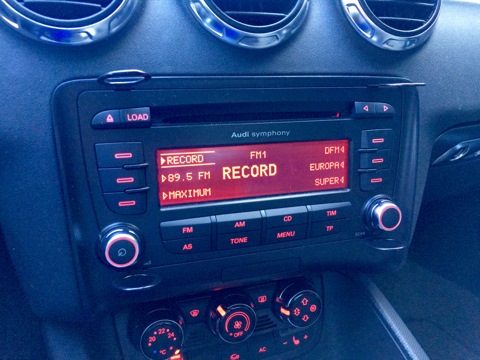 LOAD
Audi symphony
RECORD FM1 DFM
89.5 FM RECORD EUROPA
MAXIMUM SUPER
FM AM CD TIM
AS TONE MENU TP
AC